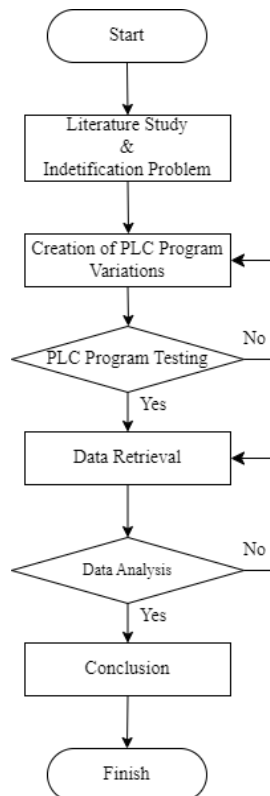 Start
Literature Study
&
Indetification Problem
Creation of PLC Program
Variations
PLC Program Testing
No
Yes
Data Retrieval
No
Data Analysis
Yes
Conclusion
Finish